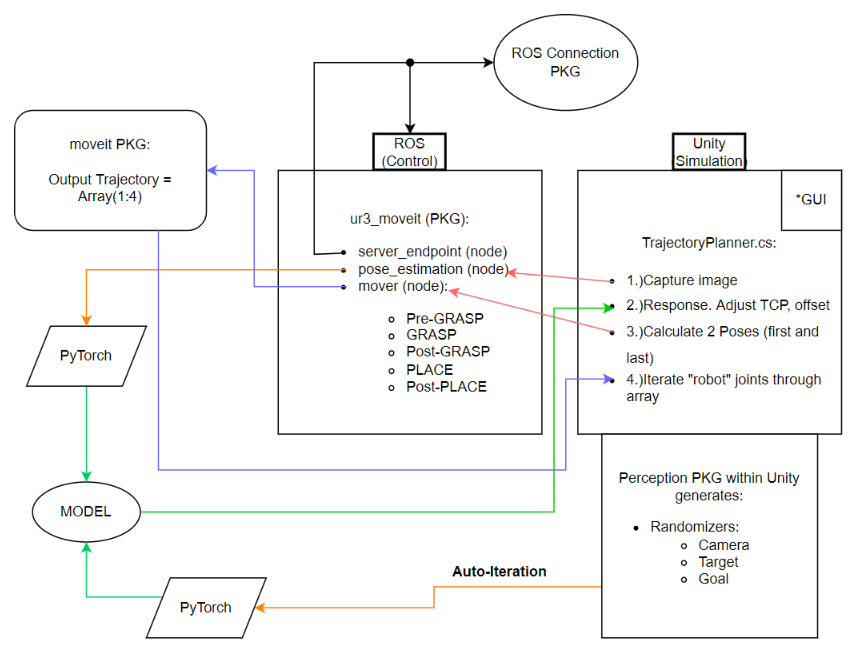 ROS Connection
PKG
moveit PKG:
Output Trajectory =
Array(1:4)
ROS
(Control)
ur3_moveit (PKG):
server_endpoint (node)
pose_estimation (node)
mover (node):
Pre-GRASP
GRASP
Post-GRASP
PLACE
Post-PLACE
Unity
(Simulation)
*GUI
TrajectoryPlanner.cs:
1.)Capture image
2.)Response. Adjust TCP, offset
3.)Calculate 2 Poses (first and
last)
4.)Iterate "robot" joints through
array
PyTorch
MODEL
PyTorch
Auto-Iteration
Perception PKG within Unity
generates:
Randomizers:
Camera
Target
Goal